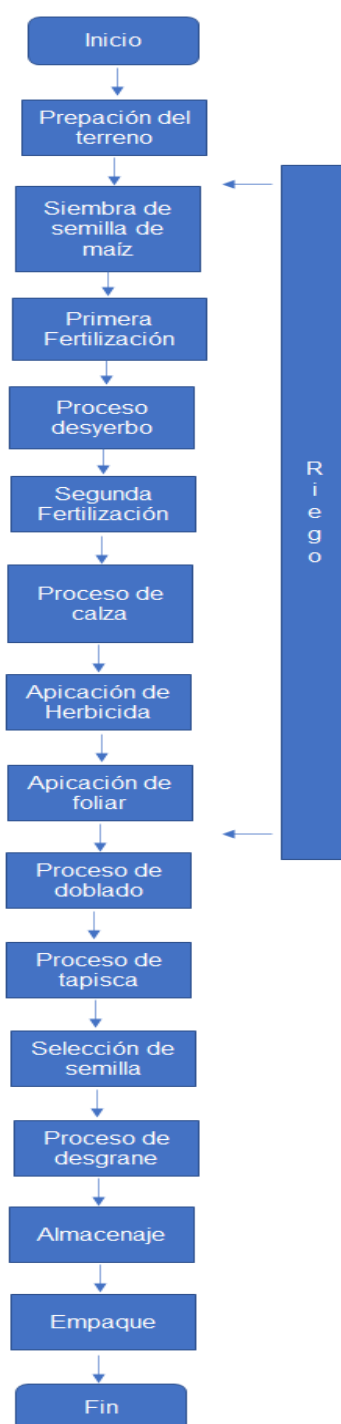 Inicio
Prepación del
terreno
Siembra de
semilla de
maíz
Primera
Fertilización
Proceso
desyerbo
Segunda
Fertilización
Proceso de
calza
Apicación de
Herbicida
Apicación de
foliar
Proceso de
doblado
Proceso de
tapisca
Selección de
semilla
Proceso de
desgrane
Almacenaje
Empaque
Fin
R
i
e
g
o